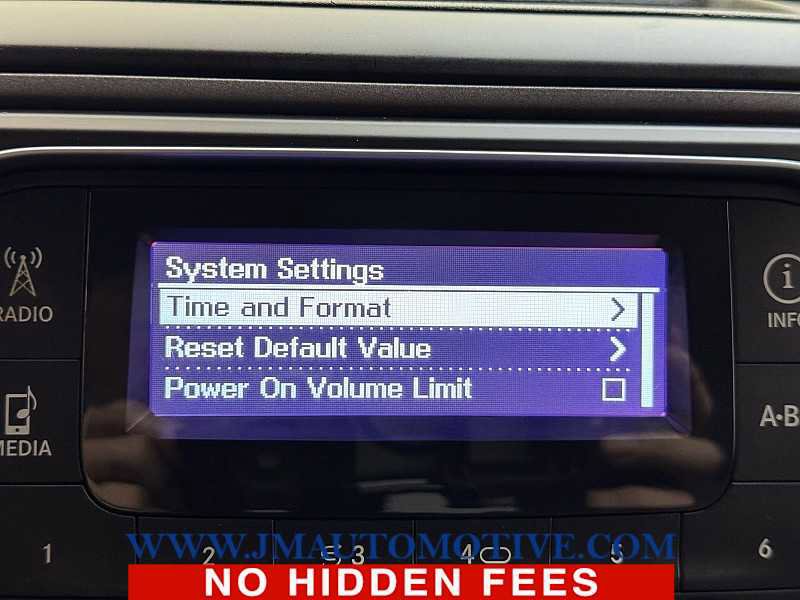 System Settings
Time and Format
Reset Default Value
Power On Volume Limit
RADIO
INFO
MEDIA
A•B
1 2 3 4 5 6
WWW.JMAUTOMOTIVE.COM
NO HIDDEN FEES